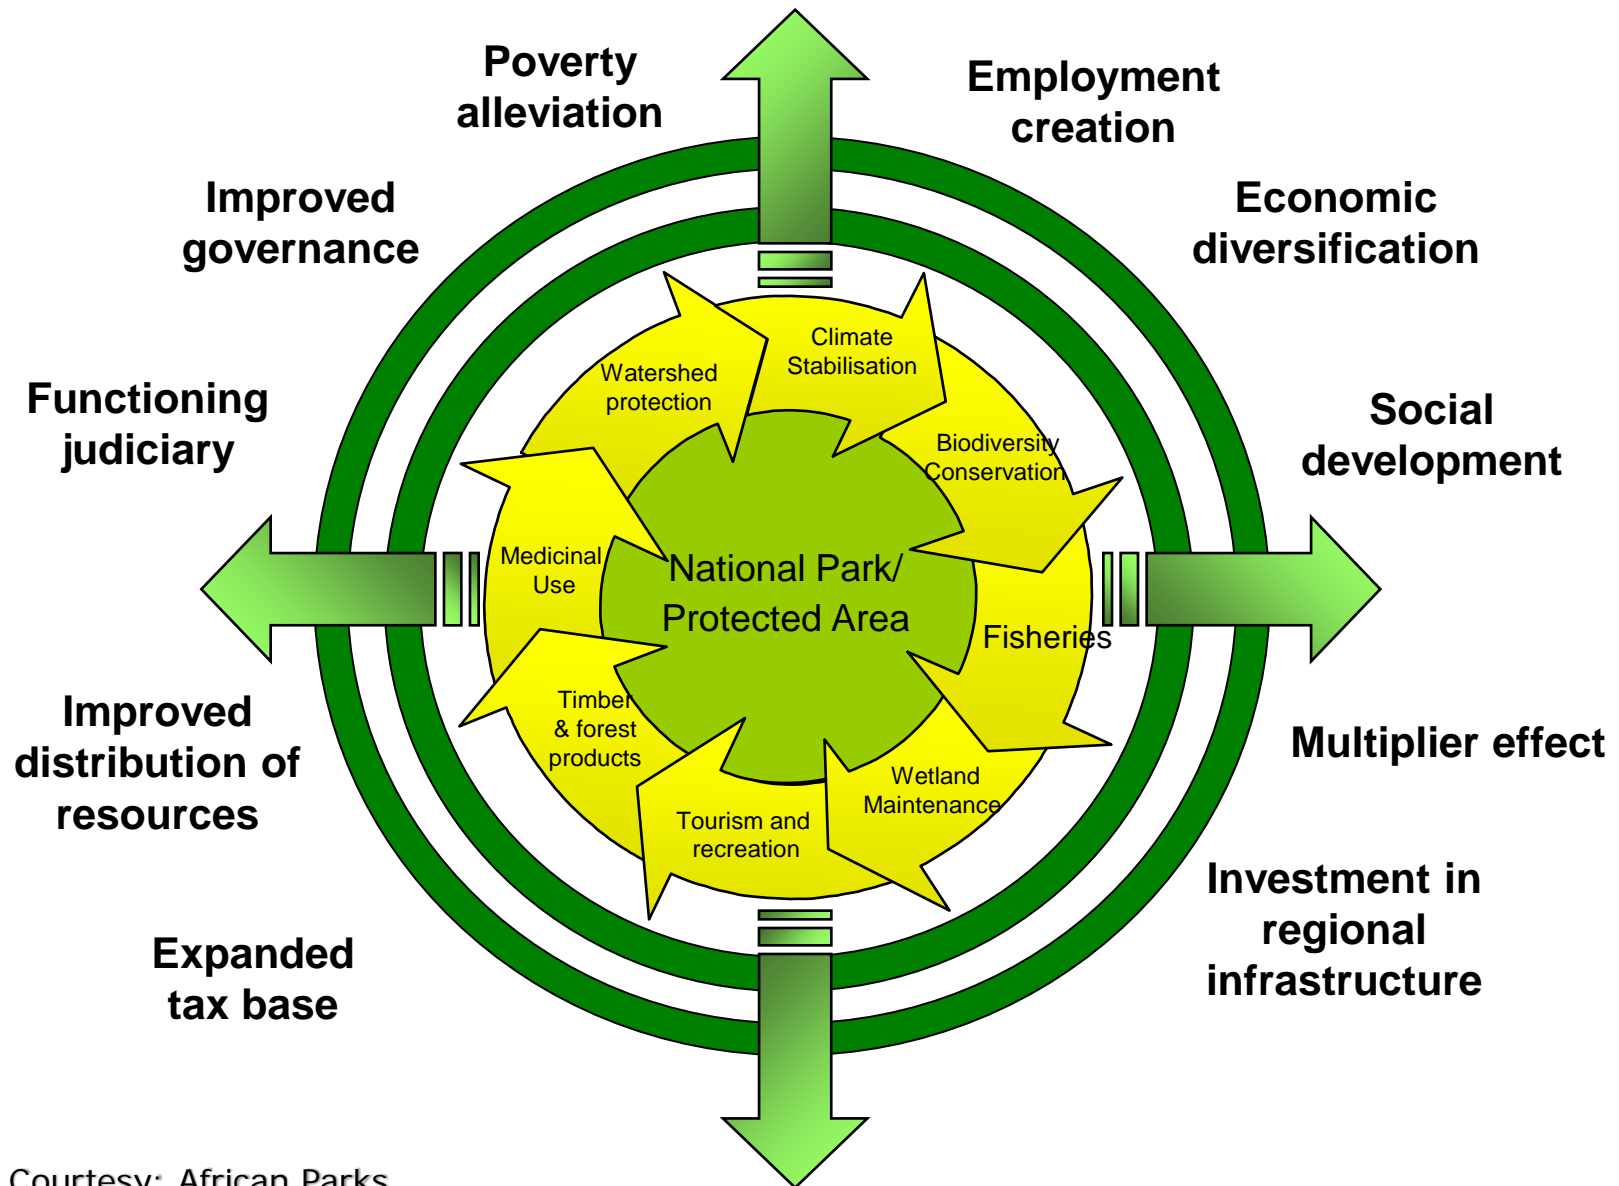 Poverty
alleviation
Employment
creation
Improved
governance
Economic
diversification
Climate
Stabilisation
Watershed
protection
Functioning
judiciary
Social
development
Biodiversity
Conservation
Medicinal
Use
National Park/
Protected Area
Fisheries
Improved
distribution of
resources
Timber
& forest
products
Multiplier effect
Wetland
Maintenance
Tourism and
recreation
Investment in
regional
infrastructure
Expanded
tax base
Courtesy: African Parks